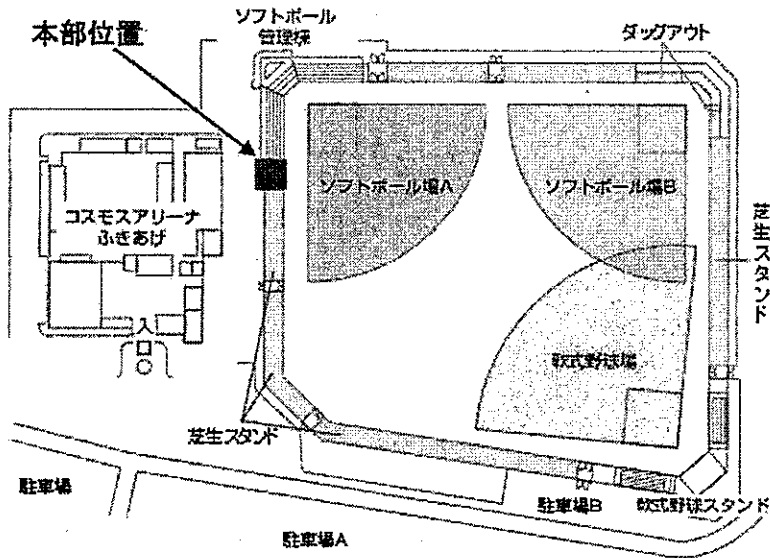 本部位置
ソフトボール
管理棟
ダッグアウト
ソフトボール場A
ソフトボール場B
コスモスアリーナ
ふきあげ
芝生スタンド
入口
軟式野球場
芝生スタンド
駐車場
駐車場B
軟式野球スタンド
駐車場A